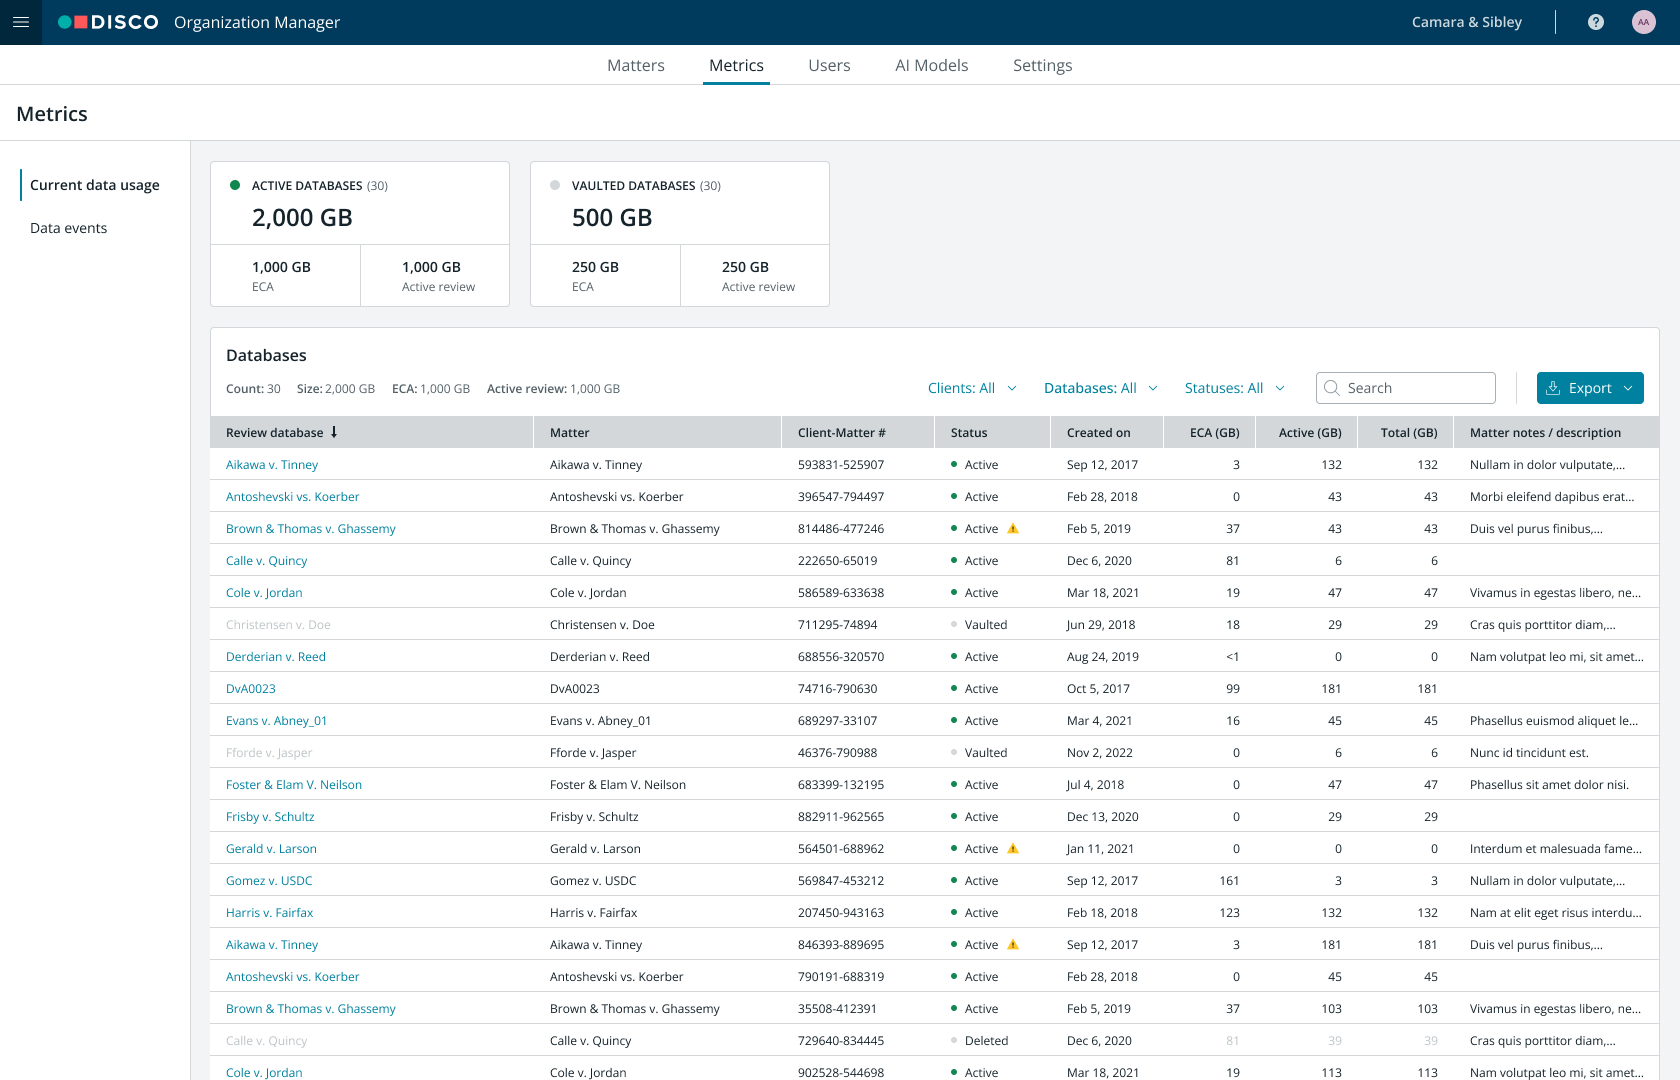 DISCO Organization Manager Camara & Sibley ? AA
Matters Metrics Users AI Models Settings
Metrics
Current data usage
Data events
ACTIVE DATABASES (30)
2,000 GB
1,000 GB
ECA
1,000 GB
Active review
VAULTED DATABASES (30)
500 GB
250 GB
ECA
250 GB
Active review
Databases
Count: 30 Size: 2,000 GB ECA: 1,000 GB Active review: 1,000 GB Clients: All Databases: All Statuses: All Search Export
Review database Matter Client-Matter # Status Created on ECA (GB) Active (GB) Total (GB) Matter notes / description
Aikawa v. Tinney Aikawa v. Tinney 593831-525907 Active Sep 12, 2017 3 132 132 Nullam in dolor vulputate,...
Antoshevski vs. Koerber Antoshevski vs. Koerber 396547-794497 Active Feb 28, 2018 0 43 43 Morbi eleifend dapibus erat...
Brown & Thomas v. Ghassemy Brown & Thomas v. Ghassemy 814486-477246 Active Feb 5, 2019 37 43 43 Duis vel purus finibus,...
Calle v. Quincy Calle v. Quincy 222650-65019 Active Dec 6, 2020 81 6 6
Cole v. Jordan Cole v. Jordan 586589-633638 Active Mar 18, 2021 19 47 47 Vivamus in egestas libero, ne...
Christensen v. Doe Christensen v. Doe 711295-74894 Vaulted Jun 29, 2018 18 29 29 Cras quis porttitor diam,...
Derderian v. Reed Derderian v. Reed 688556-320570 Active Aug 24, 2019 <1 0 0 Nam volutpat leo mi, sit amet...
DvA0023 DvA0023 74716-790630 Active Oct 5, 2017 99 181 181
Evans v. Abney_01 Evans v. Abney_01 689297-33107 Active Mar 4, 2021 16 45 45 Phasellus euismod aliquet le...
Fforde v. Jasper Fforde v. Jasper 46376-790988 Vaulted Nov 2, 2022 0 6 6 Nunc id tincidunt est.
Foster & Elam V. Neilson Foster & Elam V. Neilson 683399-132195 Active Jul 4, 2018 0 47 47 Phasellus sit amet dolor nisi.
Frisby v. Schultz Frisby v. Schultz 882911-962565 Active Dec 13, 2020 0 29 29
Gerald v. Larson Gerald v. Larson 564501-688962 Active Jan 11, 2021 0 0 0 Interdum et malesuada fame...
Gomez v. USDC Gomez v. USDC 569847-453212 Active Sep 12, 2017 161 3 3 Nullam in dolor vulputate,...
Harris v. Fairfax Harris v. Fairfax 207450-943163 Active Feb 18, 2018 123 132 132 Nam at elit eget risus interdu...
Aikawa v. Tinney Aikawa v. Tinney 846393-889695 Active Sep 12, 2017 3 181 181 Duis vel purus finibus,...
Antoshevski vs. Koerber Antoshevski vs. Koerber 790191-688319 Active Feb 28, 2018 0 45 45
Brown & Thomas v. Ghassemy Brown & Thomas v. Ghassemy 35508-412391 Active Feb 5, 2019 37 103 103 Vivamus in egestas libero, ne...
Calle v. Quincy Calle v. Quincy 729640-834445 Deleted Dec 6, 2020 81 39 39 Cras quis porttitor diam,...
Cole v. Jordan Cole v. Jordan 902528-544698 Active Mar 18, 2021 19 113 113 Nam volutpat leo mi, sit amet...